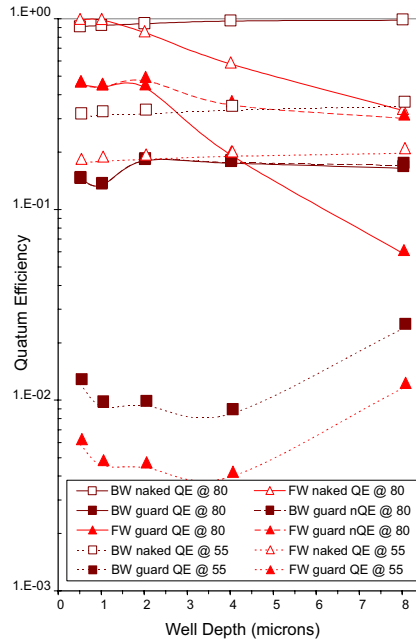 1.E+00
1.E-01
Quatum Efficiency
1.E-02
BW naked QE @ 80 FW naked QE @ 80
BW guard QE @ 80 BW guard nQE @ 80
FW guard QE @ 80 FW guard nQE @ 80
BW naked QE @ 55 FW naked QE @ 55
BW guard QE @ 55 FW guard QE @ 55
1.E-03
0 1 2 3 4 5 6 7 8
Well Depth (microns)